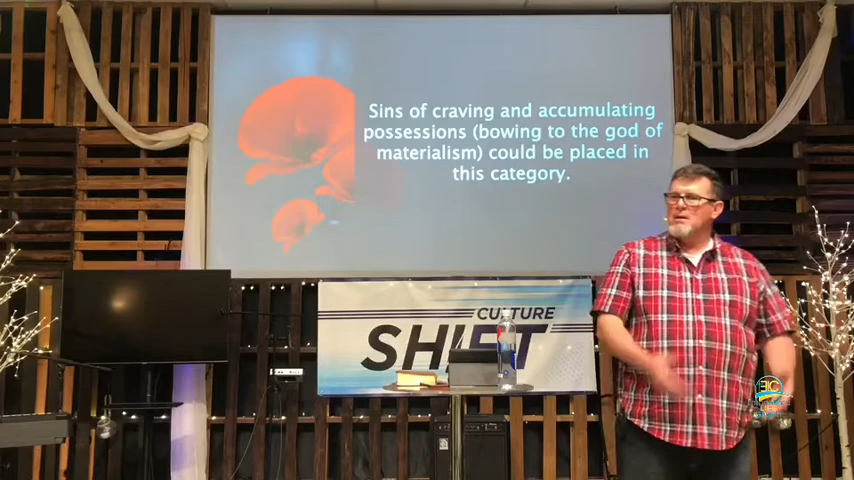 Sins of craving and accumulating
possessions (bowing to the god of
materialism) could be placed in
this category.
CULTURE
SHIFT